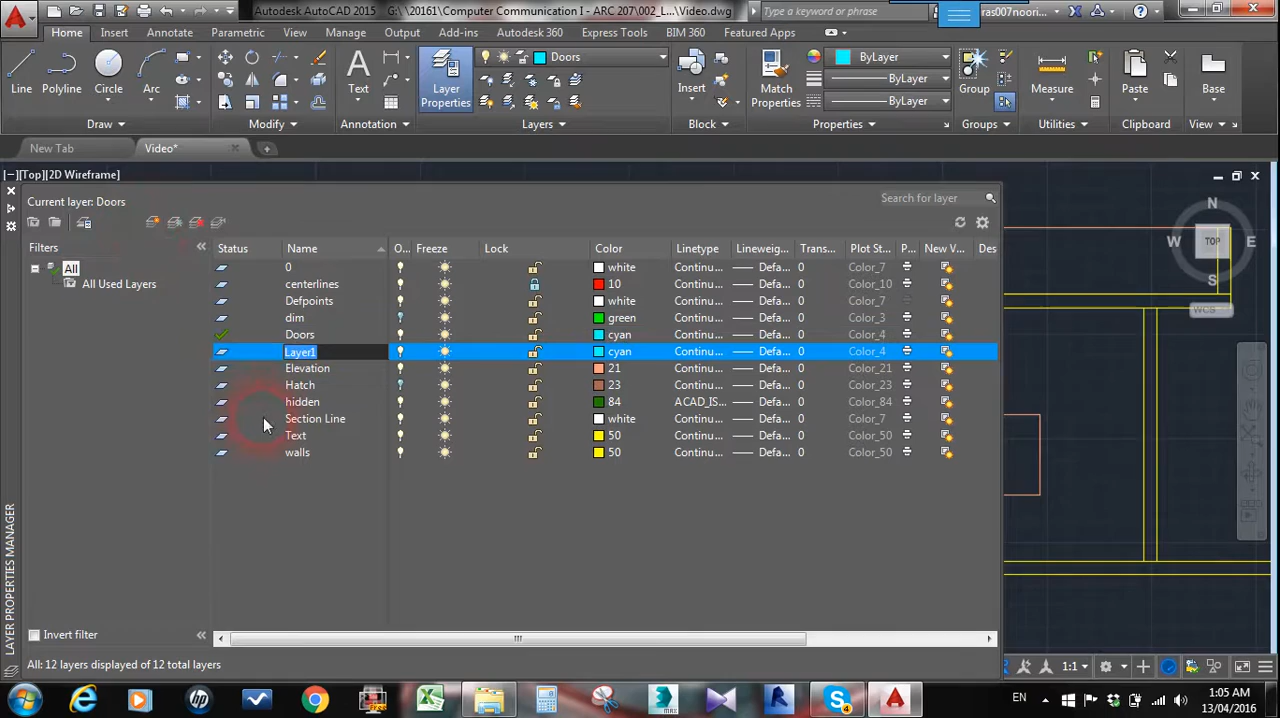 Autodesk AutoCAD 2015 G:\20161\Computer Communication I - ARC 207\002_L... Video.dwg
Type a keyword or phrase
ras007noori...
Home Insert Annotate Parametric View Manage Output Add-ins Autodesk 360 Express Tools BIM 360 Featured Apps
Doors
ByLayer
ByLayer
ByLayer
Line Polyline Circle Arc Text Layer Properties Insert Match Properties Group Measure Paste Base
Draw Modify Annotation Layers Block Properties Groups Utilities Clipboard View
New Tab Video*
[−][Top][2D Wireframe]
Current layer: Doors
Search for layer
Filters
All
All Used Layers
Status Name O.. Freeze Lock Color Linetype Lineweig... Trans... Plot St... P... New V... Des
0 white Continu... Defa... 0 Color_7
centerlines 10 Continu... Defa... 0 Color_10
Defpoints white Continu... Defa... 0 Color_7
dim green Continu... Defa... 0 Color_3
Doors cyan Continu... Defa... 0 Color_4
Layer1 cyan Continu... Defa... 0 Color_4
Elevation 21 Continu... Defa... 0 Color_21
Hatch 23 Continu... Defa... 0 Color_23
hidden 84 ACAD_IS... Defa... 0 Color_84
Section Line white Continu... Defa... 0 Color_7
Text 50 Continu... Defa... 0 Color_50
walls 50 Continu... Defa... 0 Color_50
N
W TOP E
S
WCS
Invert filter
All: 12 layers displayed of 12 total layers
LAYER PROPERTIES MANAGER
1:1
EN
1:05 AM
13/04/2016